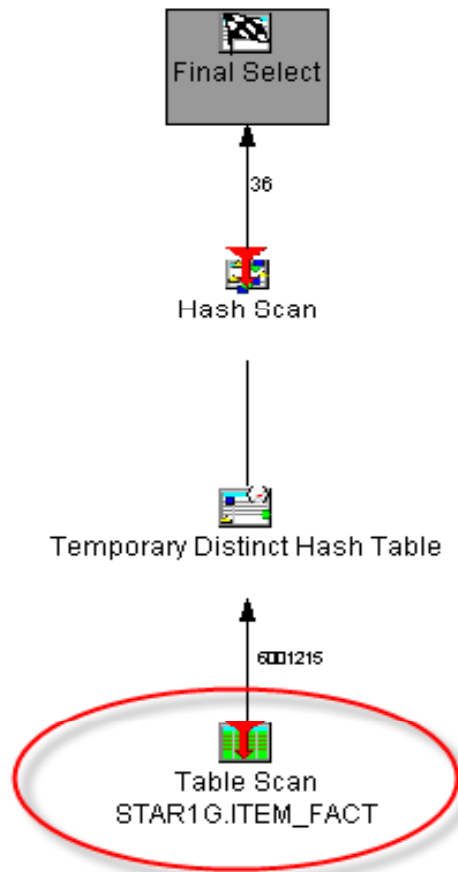 Final Select
36
Hash Scan
Temporary Distinct Hash Table
6001215
Table Scan
STAR1G.ITEM_FACT